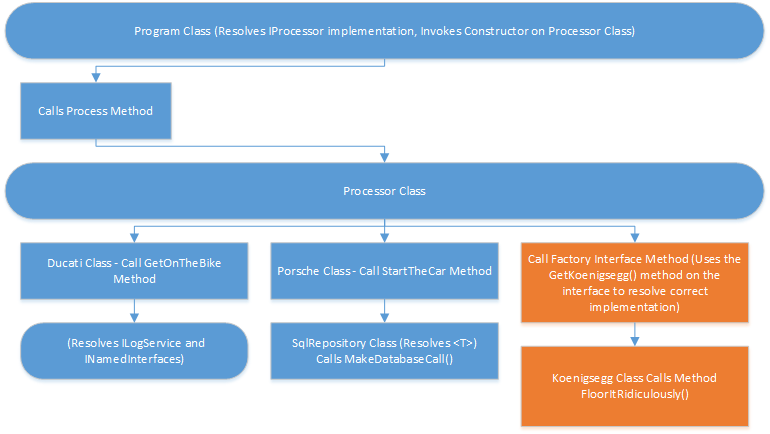 Program Class (Resolves IProcessor implementation, Invokes Constructor on Processor Class)
Calls Process Method
Processor Class
Ducati Class - Call GetOnTheBike
Method
Porsche Class - Call StartTheCar Method
Call Factory Interface Method (Uses the
GetKoenigsegg() method on the
interface to resolve correct
implementation)
(Resolves ILogService and
INamedInterfaces)
SqlRepository Class (Resolves <T>)
Calls MakeDatabaseCall()
Koenigsegg Class Calls Method
FloorItRidiculously()